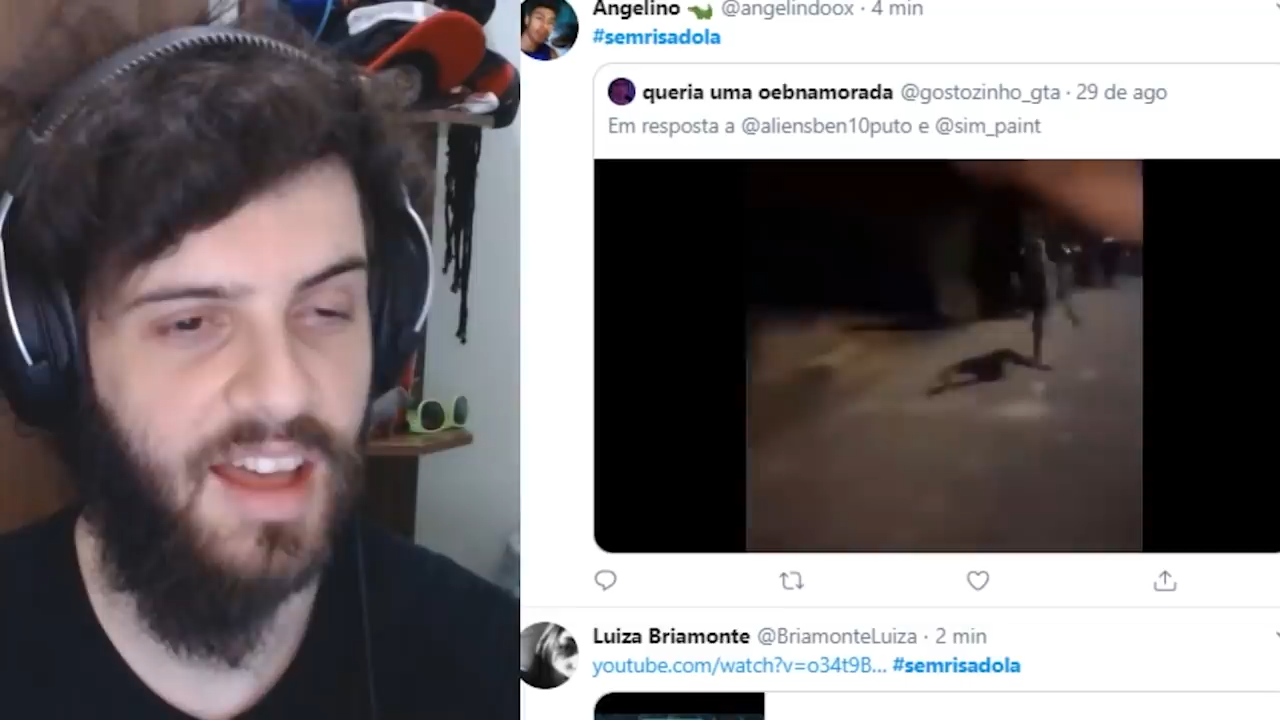 Angelino @angelindoox · 4 min
#semrisadola
queria uma oebnamorada @gostozinho_gta · 29 de ago
Em resposta a @aliensben10puto e @sim_paint
Luiza Briamonte @BriamonteLuiza · 2 min
youtube.com/watch?v=o34t9B... #semrisadola